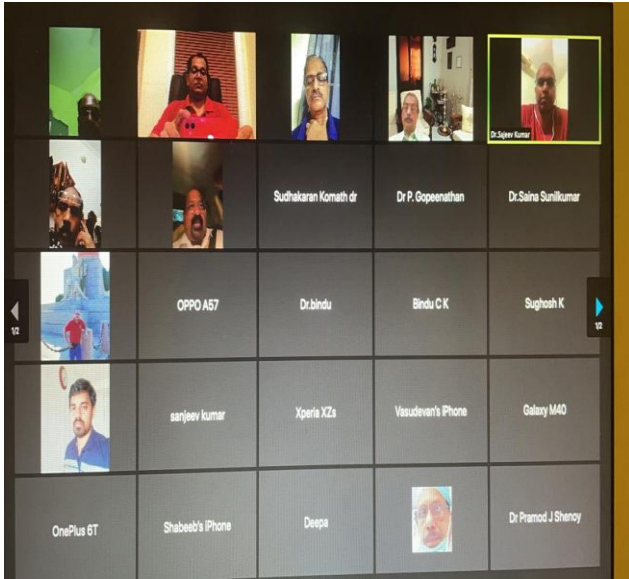 Dr.Sajeev Kumar
Sudhakaran Komath dr
Dr P. Gopeenathan
Dr.Saina Sunilkumar
OPPO A57
Dr.bindu
Bindu C K
Sughosh K
1/2
1/2
sanjeev kumar
Xperia XZs
Vasudevan's iPhone
Galaxy M40
OnePlus 6T
Shabeeb's iPhone
Deepa
Dr Pramod J Shenoy